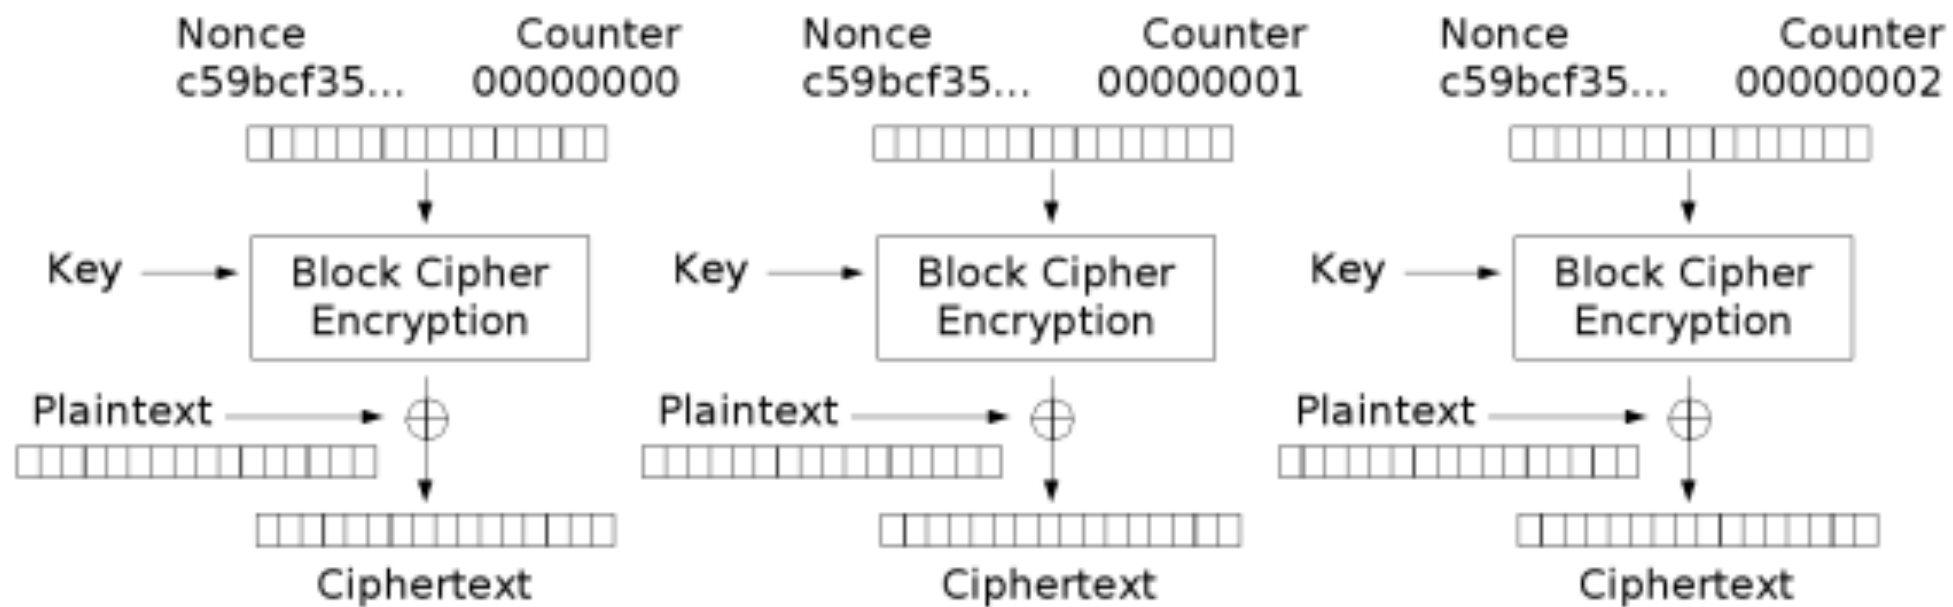 Nonce Counter Nonce Counter Nonce Counter
c59bcf35... 00000000 c59bcf35... 00000001 c59bcf35... 00000002
Key Block Cipher Key Block Cipher Key Block Cipher
Encryption Encryption Encryption
Plaintext Plaintext Plaintext
Ciphertext Ciphertext Ciphertext